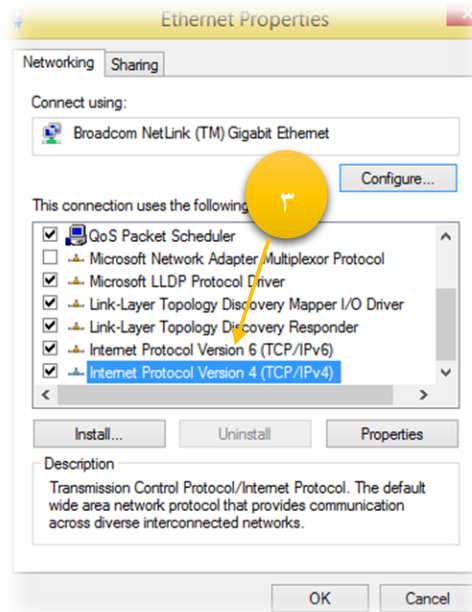 Ethernet Properties
Networking Sharing
Connect using:
Broadcom NetLink (TM) Gigabit Ethernet
Configure...
This connection uses the following
۳
QoS Packet Scheduler
Microsoft Network Adapter Multiplexor Protocol
Microsoft LLDP Protocol Driver
Link-Layer Topology Discovery Mapper I/O Driver
Link-Layer Topology Discovery Responder
Internet Protocol Version 6 (TCP/IPv6)
Internet Protocol Version 4 (TCP/IPv4)
Install... Uninstall Properties
Description
Transmission Control Protocol/Internet Protocol. The default
wide area network protocol that provides communication
across diverse interconnected networks.
OK Cancel